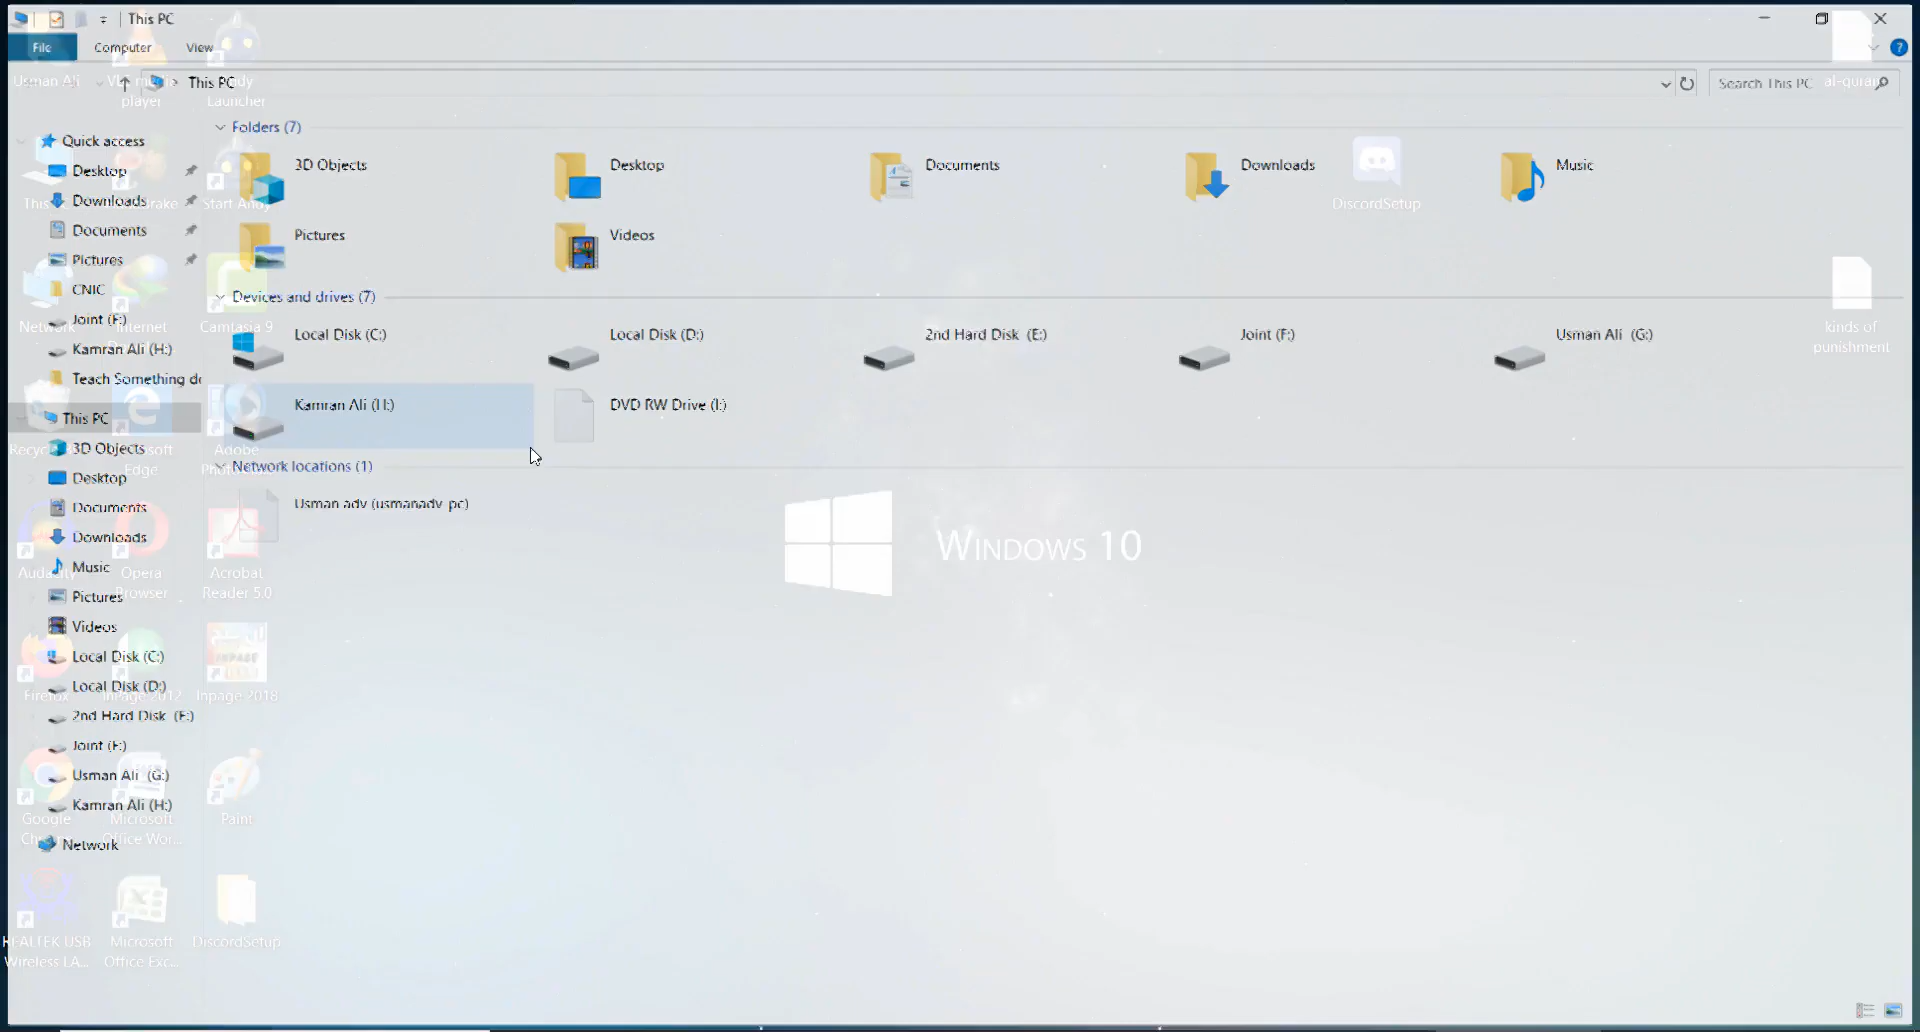 This PC
File
Computer
View
This PC
Search This PC
Usman Ali
player
Launcher
al-quran
Quick access
Desktop
Downloads
Documents
Pictures
CNIC
Joint (F:)
Kamran Ali (H:)
Teach Something
This PC
3D Objects
Desktop
Documents
Downloads
Music
Pictures
Videos
Local Disk (C:)
Local Disk (D:)
2nd Hard Disk (E:)
Joint (F:)
Usman Ali (G:)
Kamran Ali (H:)
Network
Folders (7)
3D Objects
Desktop
Documents
Downloads
Music
Pictures
Videos
Devices and drives (7)
Local Disk (C:)
Local Disk (D:)
2nd Hard Disk (E:)
Joint (F:)
Usman Ali (G:)
Kamran Ali (H:)
DVD RW Drive (I:)
Network locations (1)
Usman adv (usmanadv-pc)
Windows 10
DiscordSetup
kinds of
punishment
Start Andy
Network
Internet
Camtasia 9
Edge
Adobe
Audacity
Opera
Browser
Acrobat
Reader 5.0
Firefox
InPage 2012
Inpage 2018
Google
Microsoft
Office Wor...
Paint
REALTEK USB
Wireless LA...
Microsoft
Office Exc...
DiscordSetup